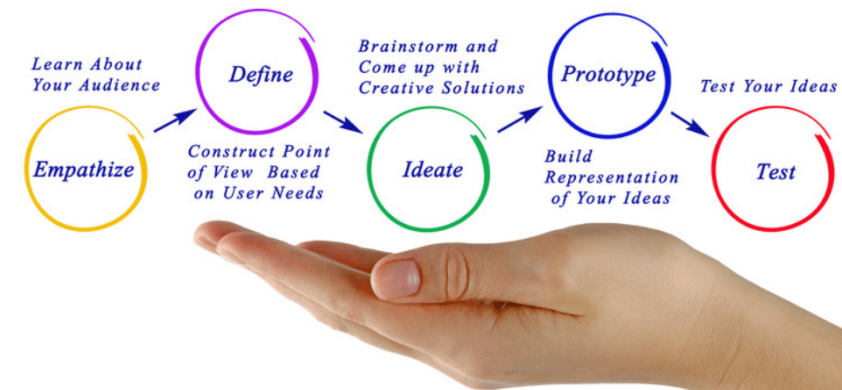 Learn About
Your Audience
Empathize
Define
Construct Point
of View Based
on User Needs
Brainstorm and
Come up with
Creative Solutions
Ideate
Prototype
Build
Representation
of Your Ideas
Test Your Ideas
Test